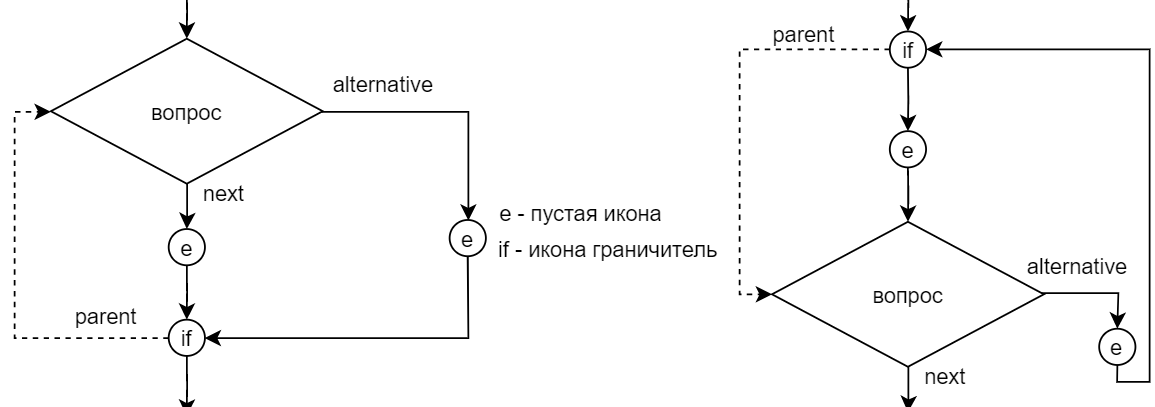 alternative
вопрос
next
e
e
e - пустая икона
if - икона граничитель
parent
if
parent
if
e
alternative
вопрос
e
next